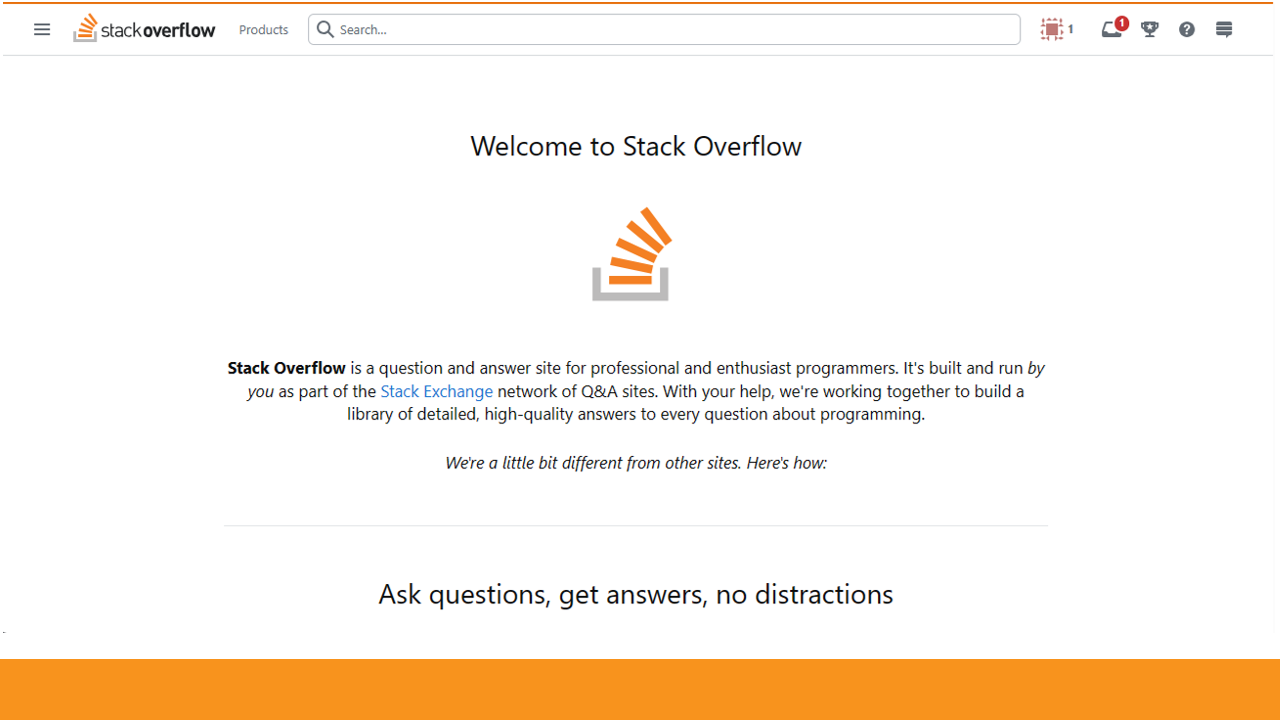 stackoverflow Products Search... 1 1 ?
Welcome to Stack Overflow
Stack Overflow is a question and answer site for professional and enthusiast programmers. It's built and run by
you as part of the Stack Exchange network of Q&A sites. With your help, we're working together to build a
library of detailed, high-quality answers to every question about programming.
We're a little bit different from other sites. Here's how:
Ask questions, get answers, no distractions